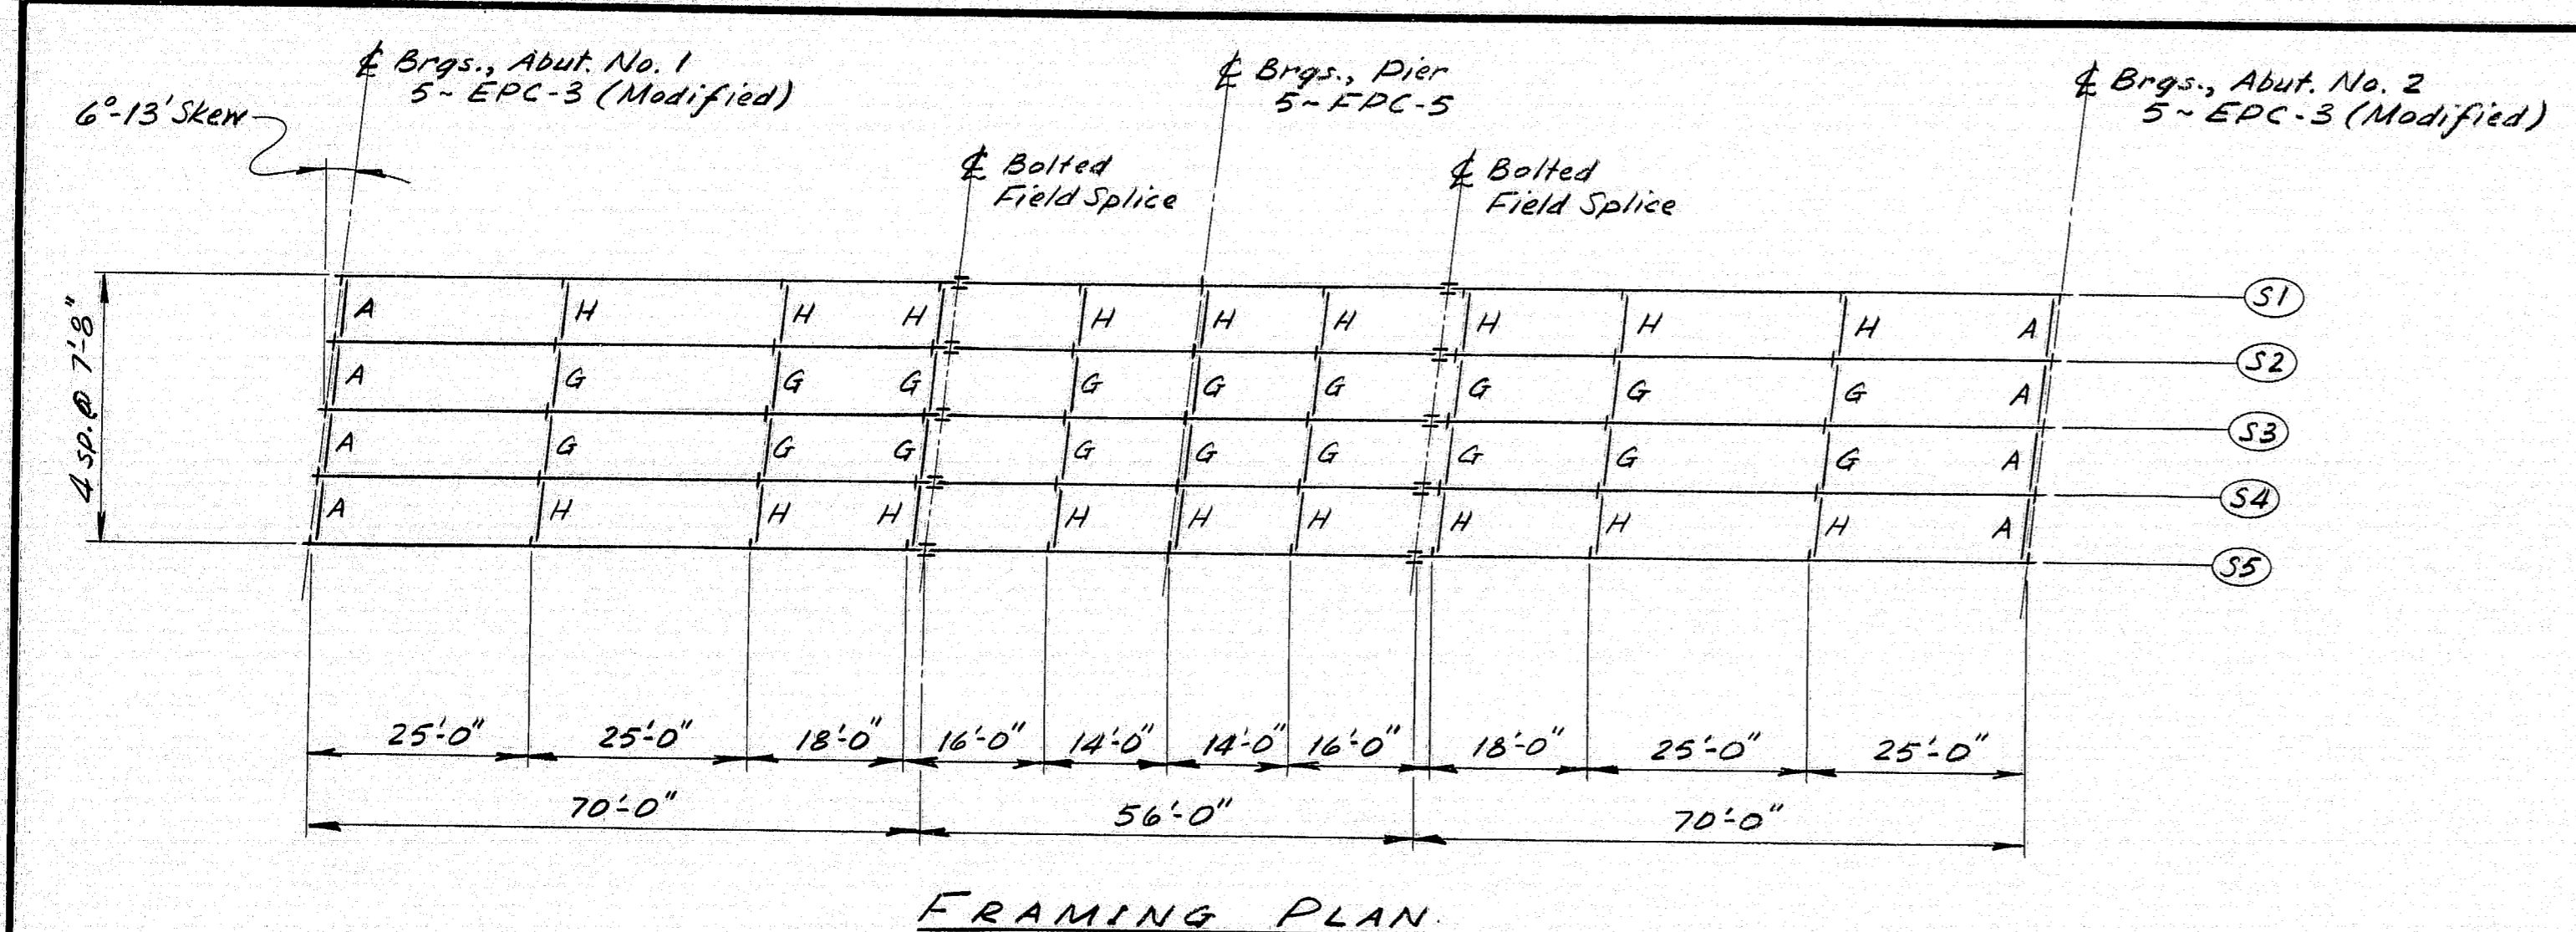 ℄ Brgs., Abut. No. 1
5~ EPC-3 (Modified)
℄ Brgs., Pier
5~ FPC-5
℄ Brgs., Abut. No. 2
5~ EPC-3 (Modified)
6°-13' Skew
℄ Bolted
Field Splice
℄ Bolted
Field Splice
4 sp. @ 7'-8"
A H H H H H H H H H A
S1
A G G G G G G G G G A
S2
A G G G G G G G G G A
S3
A H H H H H H H H H A
S4
S5
25'-0" 25'-0" 18'-0" 16'-0" 14'-0" 14'-0" 16'-0" 18'-0" 25'-0" 25'-0"
70'-0" 56'-0" 70'-0"
FRAMING PLAN